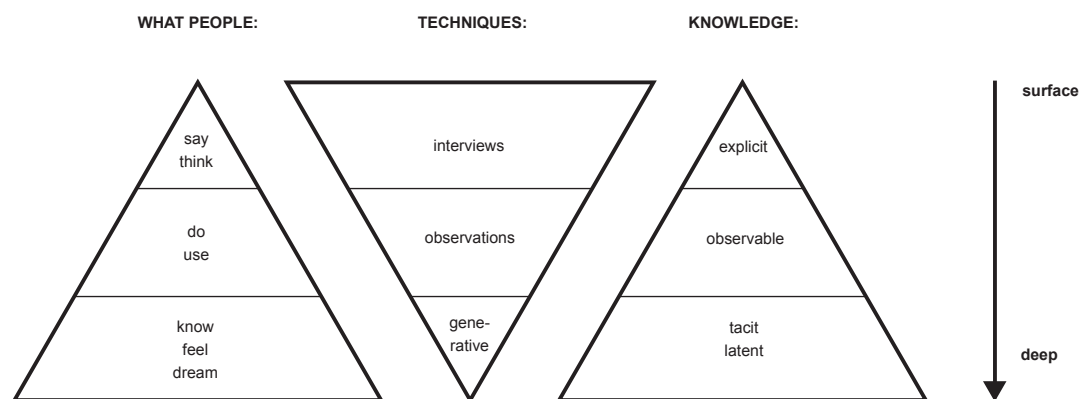 WHAT PEOPLE:
TECHNIQUES:
KNOWLEDGE:
surface
say
think
interviews
explicit
do
use
observations
observable
know
feel
dream
gene-
rative
tacit
latent
deep